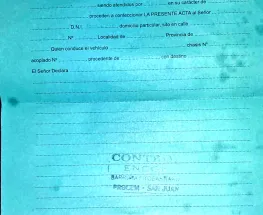 siendo atendidos por .................... en su carácter de
proceden a confeccionar LA PRESENTE ACTA al Señor
D.N.I. .................... domicilio particular, sito en calle
Nº .......... Localidad de .................... Provincia de
Quien conduce el vehículo .................... chasis Nº
acoplado Nº .................... procedente de .................... con destino
El Señor Declara
CONTROL
PROCEM - SAN JUAN